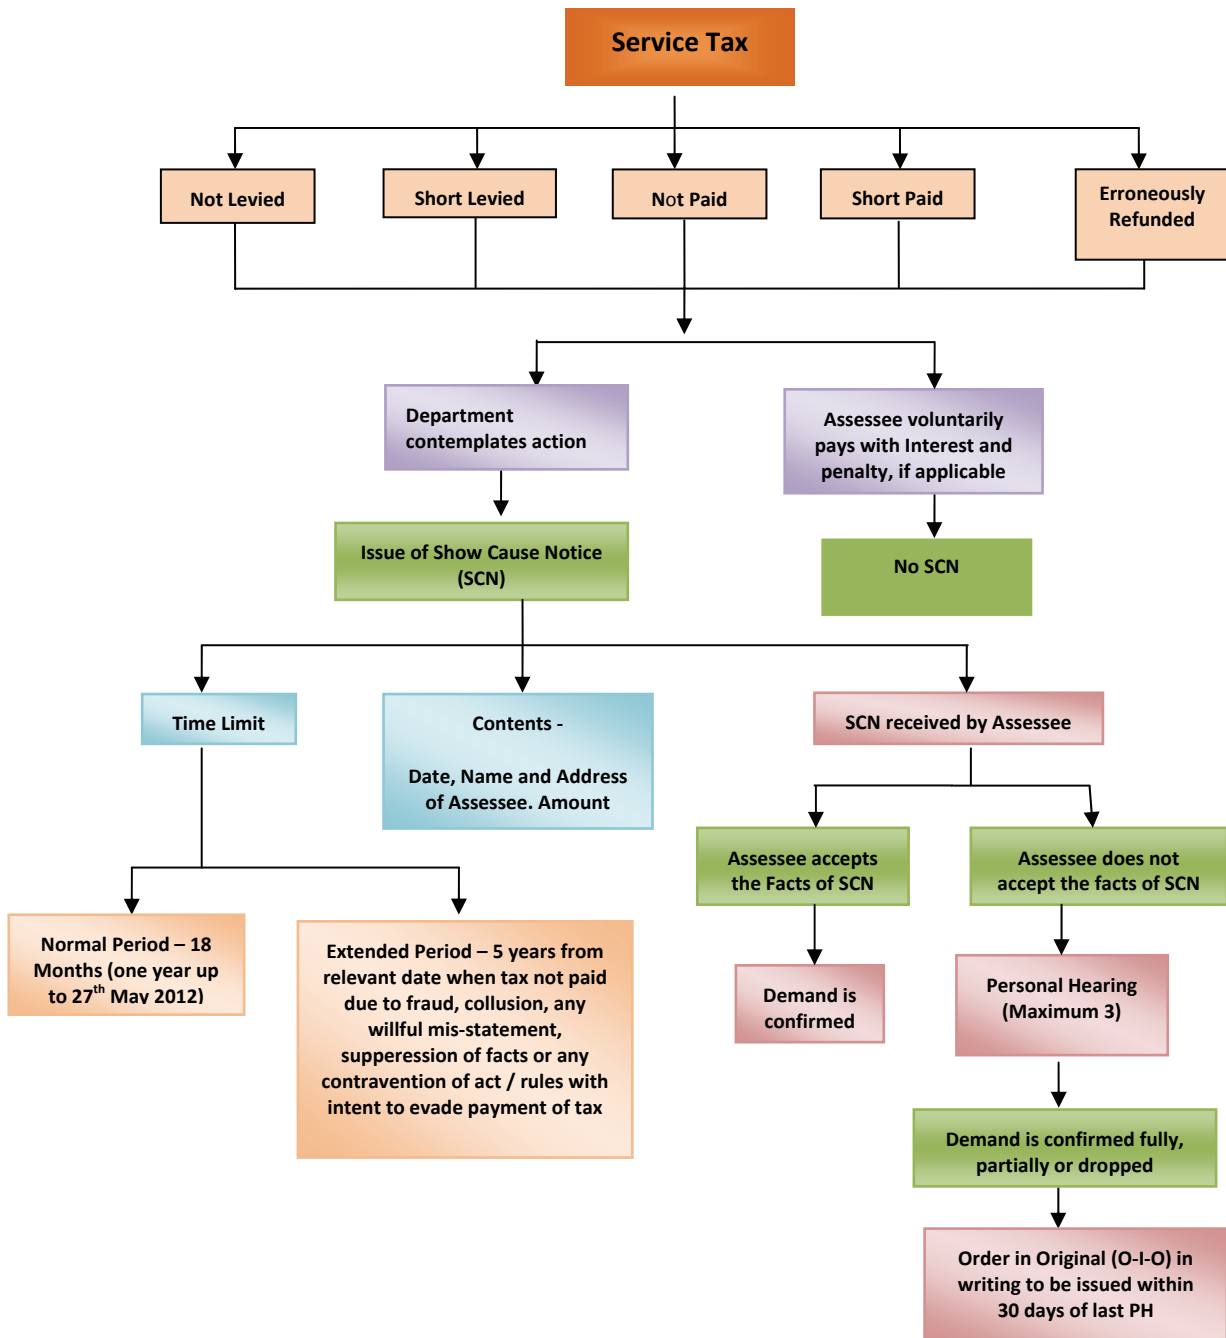 Service Tax
Not Levied
Short Levied
Not Paid
Short Paid
Erroneously
Refunded
Department
contemplates action
Assessee voluntarily
pays with Interest and
penalty, if applicable
Issue of Show Cause Notice
(SCN)
No SCN
Time Limit
Contents -
Date, Name and Address
of Assessee. Amount
SCN received by Assessee
Assessee accepts
the Facts of SCN
Assessee does not
accept the facts of SCN
Normal Period – 18
Months (one year up
to 27th May 2012)
Extended Period – 5 years from
relevant date when tax not paid
due to fraud, collusion, any
willful mis-statement,
supperession of facts or any
contravention of act / rules with
intent to evade payment of tax
Demand is
confirmed
Personal Hearing
(Maximum 3)
Demand is confirmed fully,
partially or dropped
Order in Original (O-I-O) in
writing to be issued within
30 days of last PH